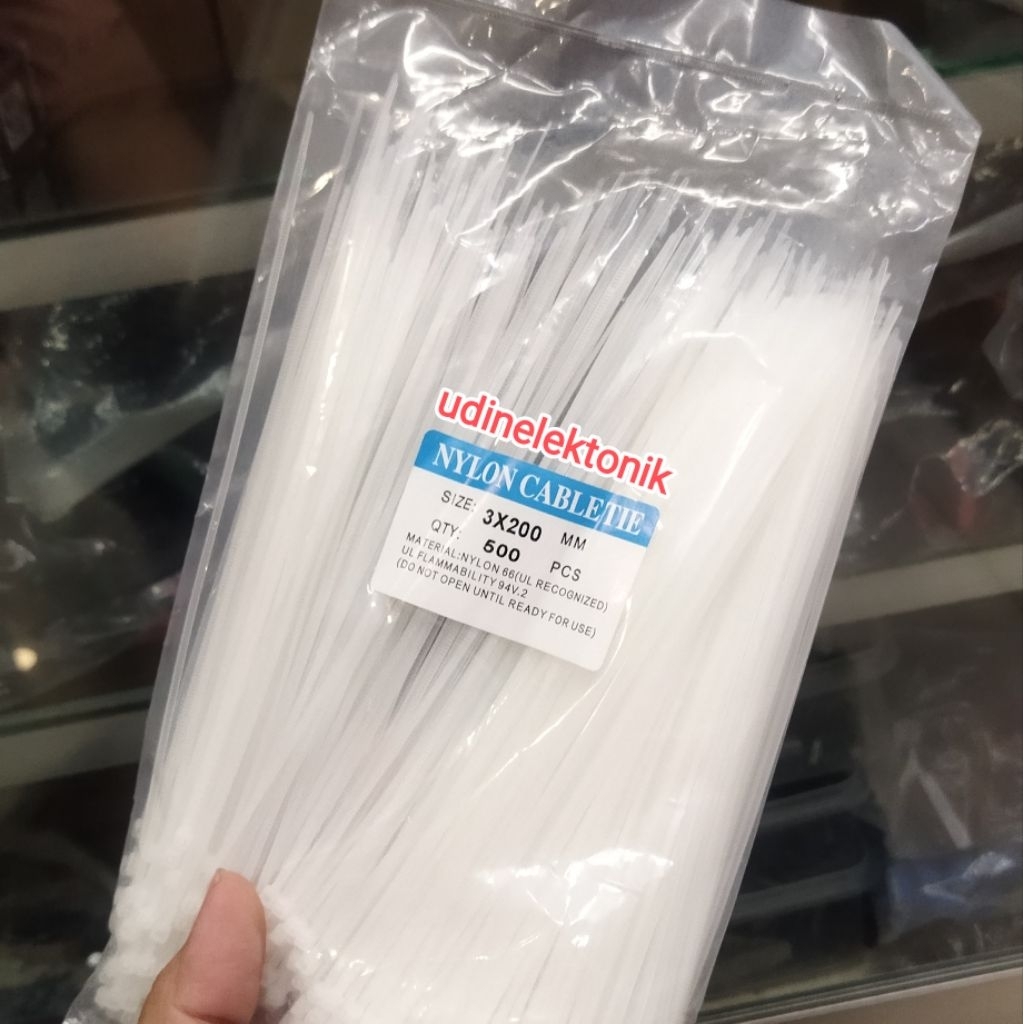 udinelektonik
NYLON CABLE TIE
SIZE: 3X200 MM
QTY: 500 PCS
MATERIAL:NYLON 66(UL RECOGNIZED)
UL FLAMMABILITY 94V.2
(DO NOT OPEN UNTIL READY FOR USE)